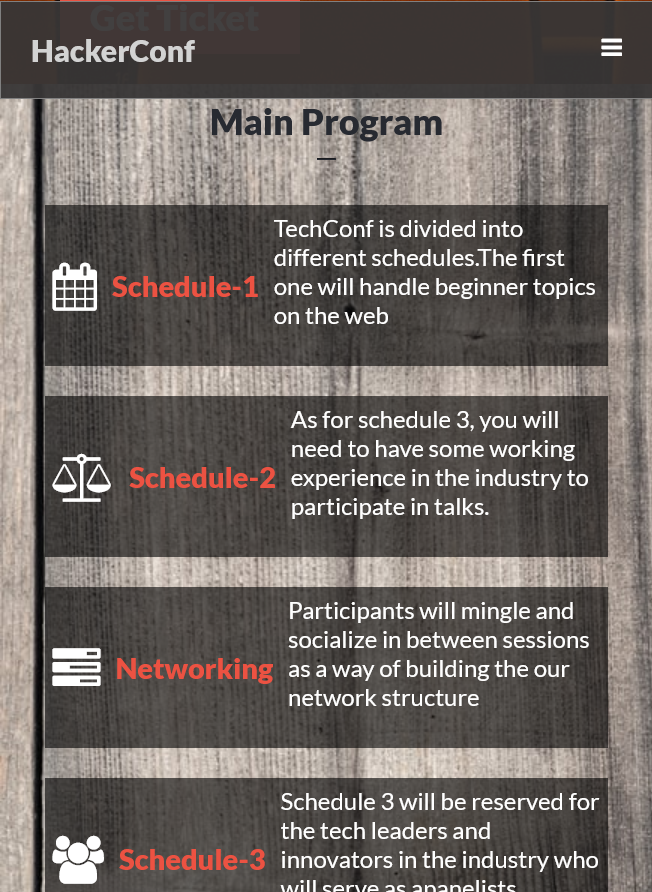 Get Ticket
HackerConf
Main Program
Schedule-1
TechConf is divided into
different schedules.The first
one will handle beginner topics
on the web
Schedule-2
As for schedule 3, you will
need to have some working
experience in the industry to
participate in talks.
Networking
Participants will mingle and
socialize in between sessions
as a way of building the our
network structure
Schedule-3
Schedule 3 will be reserved for
the tech leaders and
innovators in the industry who
will serve as apanelists